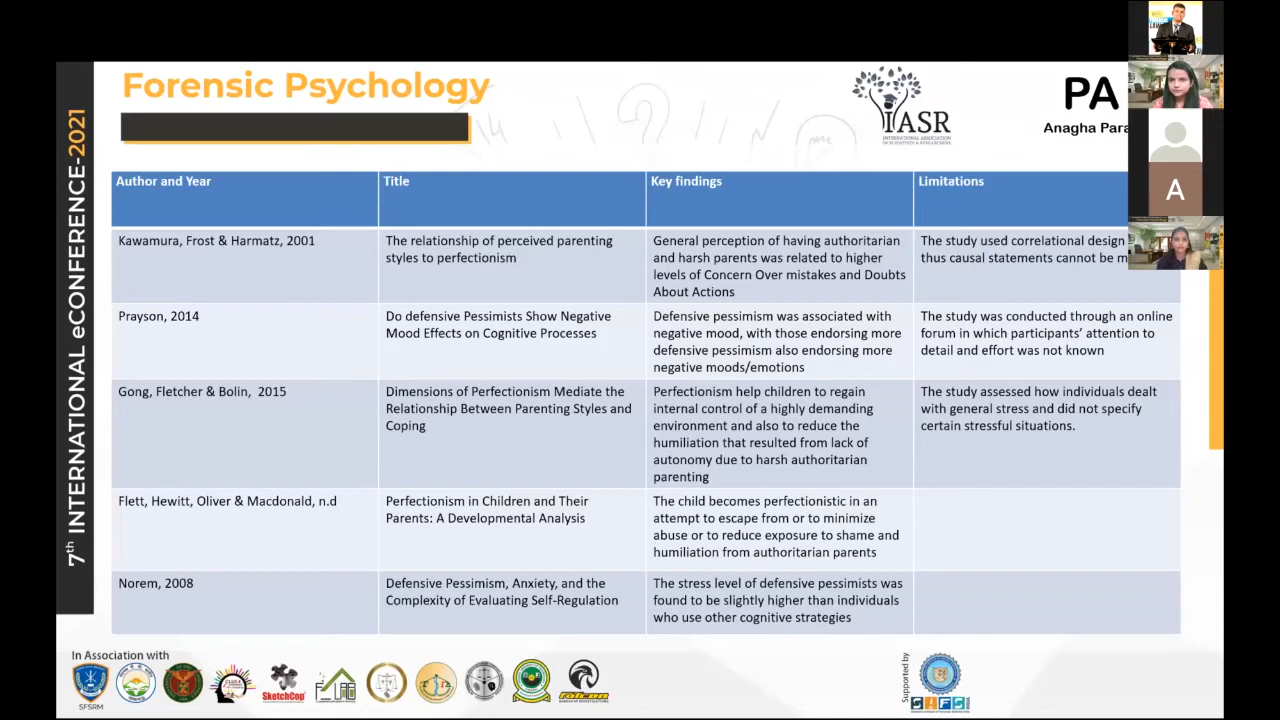 Forensic Psychology
IASR
INTERNATIONAL ASSOCIATION
OF SCIENTISTS & RESEARCHERS
PA
Anagha Para
A
7th INTERNATIONAL eCONFERENCE-2021
Author and Year
Title
Key findings
Limitations
Kawamura, Frost & Harmatz, 2001
The relationship of perceived parenting
styles to perfectionism
General perception of having authoritarian
and harsh parents was related to higher
levels of Concern Over mistakes and Doubts
About Actions
The study used correlational design
thus causal statements cannot be m
Prayson, 2014
Do defensive Pessimists Show Negative
Mood Effects on Cognitive Processes
Defensive pessimism was associated with
negative mood, with those endorsing more
defensive pessimism also endorsing more
negative moods/emotions
The study was conducted through an online
forum in which participants' attention to
detail and effort was not known
Gong, Fletcher & Bolin, 2015
Dimensions of Perfectionism Mediate the
Relationship Between Parenting Styles and
Coping
Perfectionism help children to regain
internal control of a highly demanding
environment and also to reduce the
humiliation that resulted from lack of
autonomy due to harsh authoritarian
parenting
The study assessed how individuals dealt
with general stress and did not specify
certain stressful situations.
Flett, Hewitt, Oliver & Macdonald, n.d
Perfectionism in Children and Their
Parents: A Developmental Analysis
The child becomes perfectionistic in an
attempt to escape from or to minimize
abuse or to reduce exposure to shame and
humiliation from authoritarian parents
Norem, 2008
Defensive Pessimism, Anxiety, and the
Complexity of Evaluating Self-Regulation
The stress level of defensive pessimists was
found to be slightly higher than individuals
who use other cognitive strategies
In Association with
SFSRM
SketchCop
FALCON
Supported by
SIFS